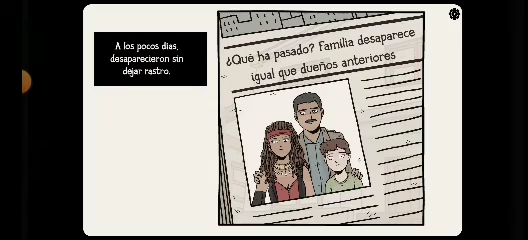 A los pocos días,
desaparecieron sin
dejar rastro.
¿Qué ha pasado? Familia desaparece
igual que dueños anteriores